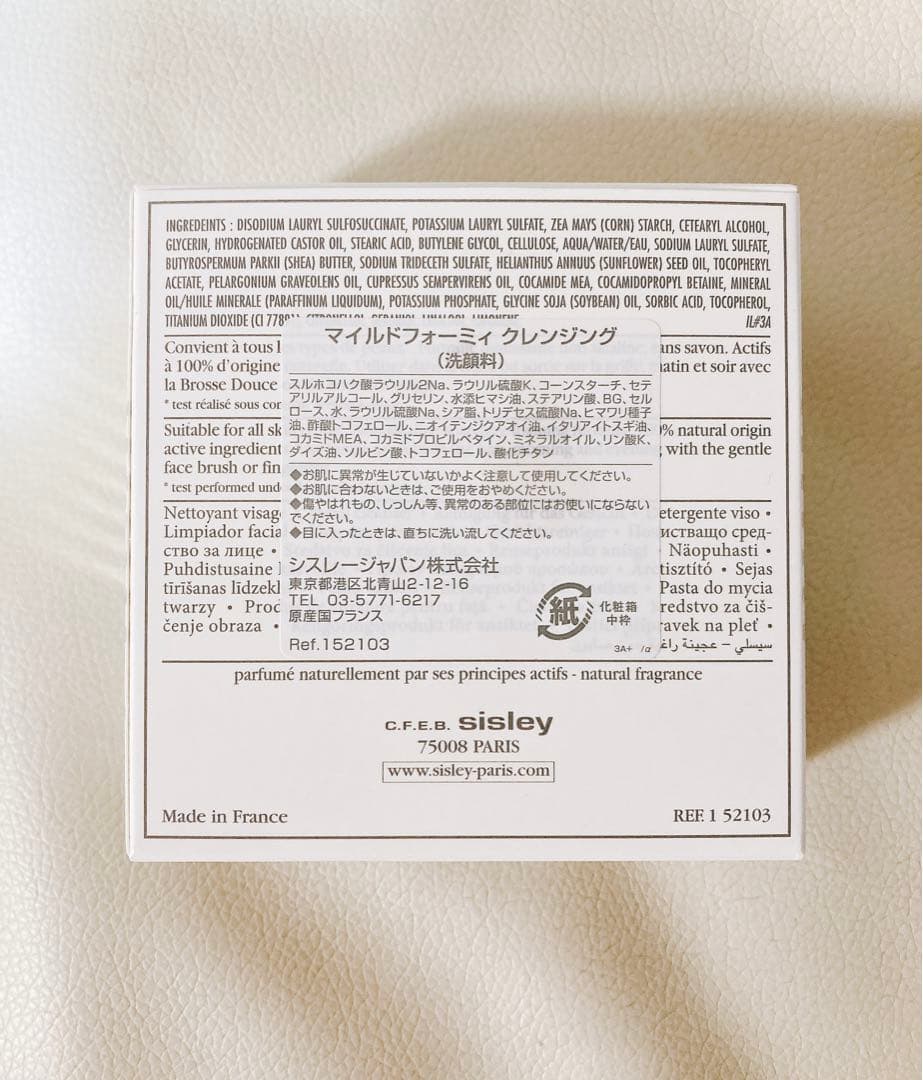 INGREDEINTS : DISODIUM LAURYL SULFOSUCCINATE, POTASSIUM LAURYL SULFATE, ZEA MAYS (CORN) STARCH, CETEARYL ALCOHOL,
GLYCERIN, HYDROGENATED CASTOR OIL, STEARIC ACID, BUTYLENE GLYCOL, CELLULOSE, AQUA/WATER/EAU, SODIUM LAURYL SULFATE,
BUTYROSPERMUM PARKII (SHEA) BUTTER, SODIUM TRIDECETH SULFATE, HELIANTHUS ANNUUS (SUNFLOWER) SEED OIL, TOCOPHERYL
ACETATE, PELARGONIUM GRAVEOLENS OIL, CUPRESSUS SEMPERVIRENS OIL, COCAMIDE MEA, COCAMIDOPROPYL BETAINE, MINERAL
OIL/HUILE MINERALE (PARAFFINUM LIQUIDUM), POTASSIUM PHOSPHATE, GLYCINE SOJA (SOYBEAN) OIL, SORBIC ACID, TOCOPHEROL,
TITANIUM DIOXIDE (CI 77891), CITRONELLOL, GERANIOL, LINALOOL, LIMONENE. IL#3A
マイルドフォーミィ クレンジング
(洗顔料)
スルホコハク酸ラウリル2Na、ラウリル硫酸K、コーンスターチ、セテ
アリルアルコール、グリセリン、水添ヒマシ油、ステアリン酸、BG、セル
ロース、水、ラウリル硫酸Na、シア脂、トリデセス硫酸Na、ヒマワリ種子
油、酢酸トコフェロール、ニオイテンジクアオイ油、イタリアイトスギ油、
コカミドMEA、コカミドプロピルベタイン、ミネラルオイル、リン酸K、
ダイズ油、ソルビン酸、トコフェロール、酸化チタン
◆お肌に異常が生じていないかよく注意して使用してください。
◆お肌に合わないときは、ご使用をおやめください。
◆傷やはれもの、しっしん等、異常のある部位にはお使いにならない
でください。
◆目に入ったときは、直ちに洗い流してください。
シスレージャパン株式会社
東京都港区北青山2-12-16
TEL 03-5771-6217
原産国フランス
Ref.152103
紙 化粧箱
中枠
3A+ /α
Convient à tous
sans savon. Actifs
à 100% d'origine
matin et soir avec
la Brosse Douce
* test réalisé sous
Suitable for all
% natural origin
active ingredient
with the gentle
face brush or
* test performed
Nettoyant
etergente viso •
Limpiador
истващо сред-
ство за лице •
• Näopuhasti •
Puhdistusaine
tisztító • Sejas
tīrīšanas
Pasta do mycia
twarzy •
redstvo za čiš-
čenje obraza •
ravek na pleť •
سيسلي – عجينة
parfumé naturellement par ses principes actifs - natural fragrance
C.F.E.B. sisley
75008 PARIS
www.sisley-paris.com
Made in France
REF. 1 52103